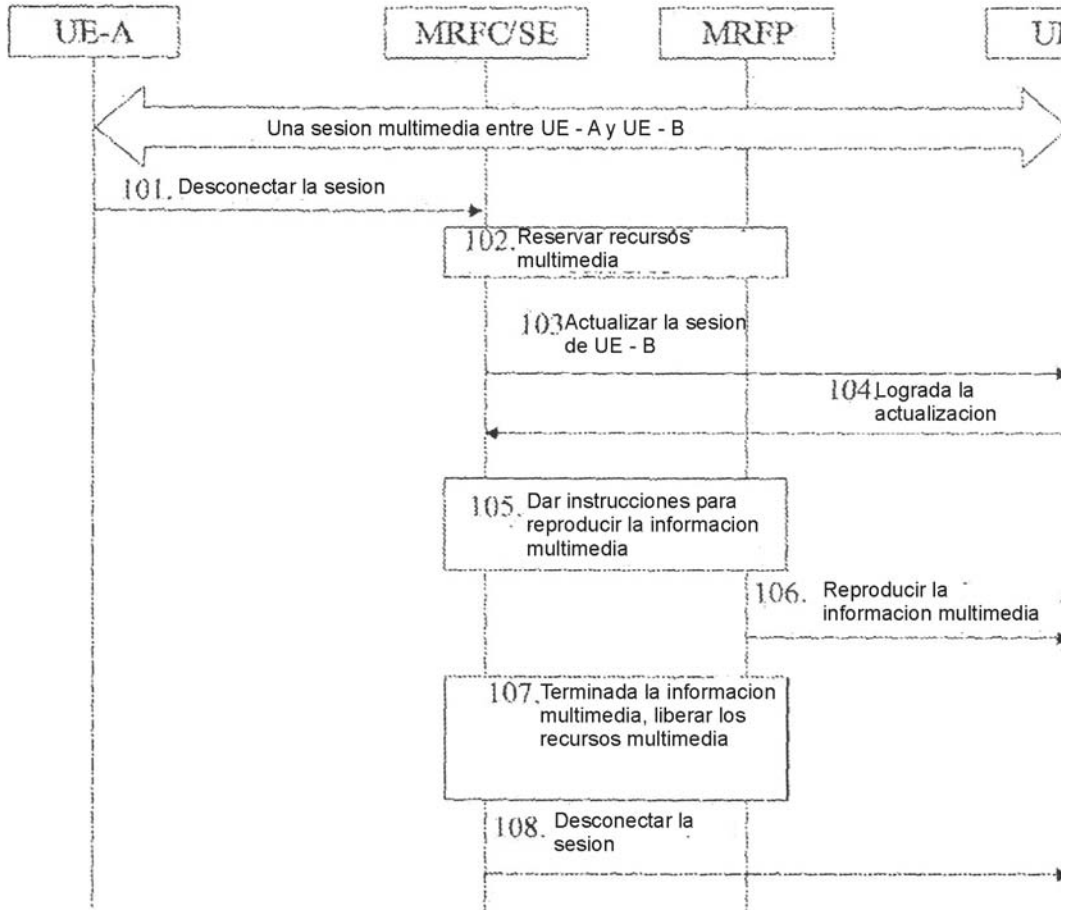 UE-A MRFC/SE MRFP
Una sesion multimedia entre UE - A y UE - B
101. Desconectar la sesion
102. Reservar recursos
multimedia
103 Actualizar la sesion
de UE - B
104. Lograda la
actualizacion
105. Dar instrucciones para
reproducir la informacion
multimedia
106. Reproducir la
informacion multimedia
107. Terminada la informacion
multimedia, liberar los
recursos multimedia
108. Desconectar la
sesion